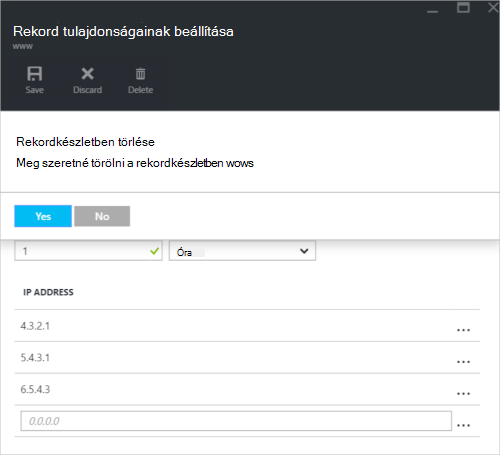 Rekord tulajdonságainak beállítása
www
Save Discard Delete
Rekordkészletben törlése
Meg szeretné törölni a rekordkészletben wows
Yes No
1 Óra
IP ADDRESS
4.3.2.1 ...
5.4.3.1 ...
6.5.4.3 ...
0.0.0.0 ...